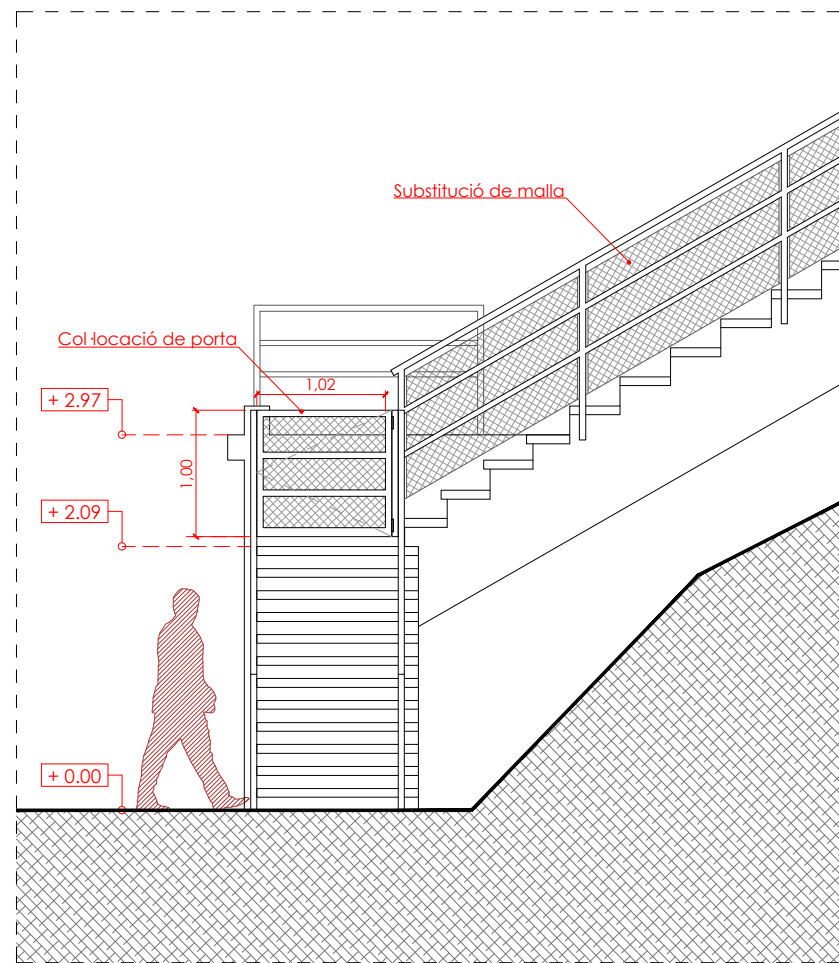 Substitució de malla
Col·locació de porta
1,02
+ 2.97
1,00
+ 2.09
+ 0.00